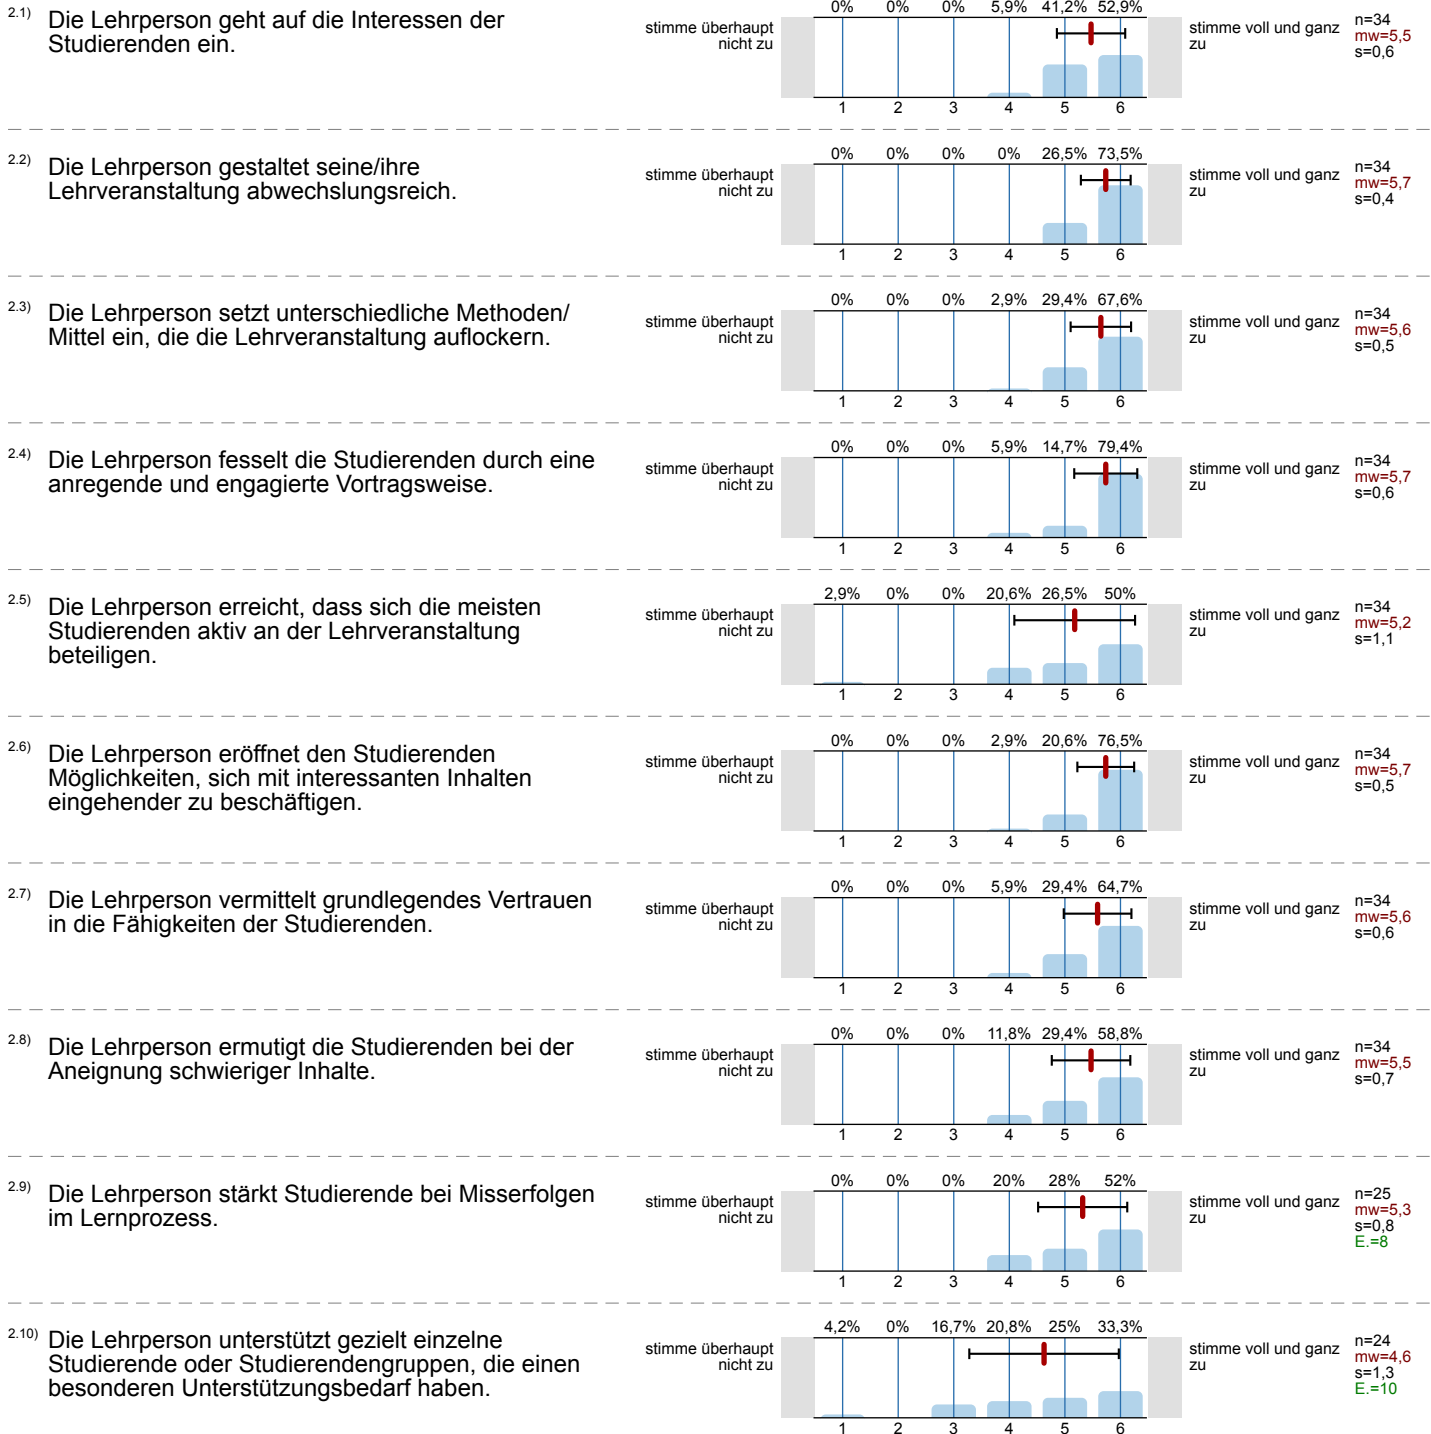 2.1) Die Lehrperson geht auf die Interessen der
Studierenden ein.
stimme überhaupt
nicht zu
0% 0% 0% 5,9% 41,2% 52,9%
1 2 3 4 5 6
stimme voll und ganz
zu
n=34
mw=5,5
s=0,6
2.2) Die Lehrperson gestaltet seine/ihre
Lehrveranstaltung abwechslungsreich.
stimme überhaupt
nicht zu
0% 0% 0% 0% 26,5% 73,5%
1 2 3 4 5 6
stimme voll und ganz
zu
n=34
mw=5,7
s=0,4
2.3) Die Lehrperson setzt unterschiedliche Methoden/
Mittel ein, die die Lehrveranstaltung auflockern.
stimme überhaupt
nicht zu
0% 0% 0% 2,9% 29,4% 67,6%
1 2 3 4 5 6
stimme voll und ganz
zu
n=34
mw=5,6
s=0,5
2.4) Die Lehrperson fesselt die Studierenden durch eine
anregende und engagierte Vortragsweise.
stimme überhaupt
nicht zu
0% 0% 0% 5,9% 14,7% 79,4%
1 2 3 4 5 6
stimme voll und ganz
zu
n=34
mw=5,7
s=0,6
2.5) Die Lehrperson erreicht, dass sich die meisten
Studierenden aktiv an der Lehrveranstaltung
beteiligen.
stimme überhaupt
nicht zu
2,9% 0% 0% 20,6% 26,5% 50%
1 2 3 4 5 6
stimme voll und ganz
zu
n=34
mw=5,2
s=1,1
2.6) Die Lehrperson eröffnet den Studierenden
Möglichkeiten, sich mit interessanten Inhalten
eingehender zu beschäftigen.
stimme überhaupt
nicht zu
0% 0% 0% 2,9% 20,6% 76,5%
1 2 3 4 5 6
stimme voll und ganz
zu
n=34
mw=5,7
s=0,5
2.7) Die Lehrperson vermittelt grundlegendes Vertrauen
in die Fähigkeiten der Studierenden.
stimme überhaupt
nicht zu
0% 0% 0% 5,9% 29,4% 64,7%
1 2 3 4 5 6
stimme voll und ganz
zu
n=34
mw=5,6
s=0,6
2.8) Die Lehrperson ermutigt die Studierenden bei der
Aneignung schwieriger Inhalte.
stimme überhaupt
nicht zu
0% 0% 0% 11,8% 29,4% 58,8%
1 2 3 4 5 6
stimme voll und ganz
zu
n=34
mw=5,5
s=0,7
2.9) Die Lehrperson stärkt Studierende bei Misserfolgen
im Lernprozess.
stimme überhaupt
nicht zu
0% 0% 0% 20% 28% 52%
1 2 3 4 5 6
stimme voll und ganz
zu
n=25
mw=5,3
s=0,8
E.=8
2.10) Die Lehrperson unterstützt gezielt einzelne
Studierende oder Studierendengruppen, die einen
besonderen Unterstützungsbedarf haben.
stimme überhaupt
nicht zu
4,2% 0% 16,7% 20,8% 25% 33,3%
1 2 3 4 5 6
stimme voll und ganz
zu
n=24
mw=4,6
s=1,3
E.=10